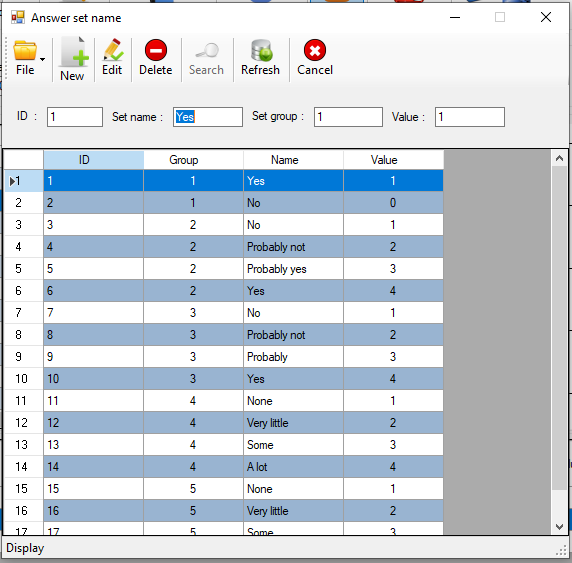 Answer set name
File New Edit Delete Search Refresh Cancel
ID : 1 Set name : Yes Set group : 1 Value : 1
ID Group Name Value
1 1 1 Yes 1
2 2 1 No 0
3 3 2 No 1
4 4 2 Probably not 2
5 5 2 Probably yes 3
6 6 2 Yes 4
7 7 3 No 1
8 8 3 Probably not 2
9 9 3 Probably 3
10 10 3 Yes 4
11 11 4 None 1
12 12 4 Very little 2
13 13 4 Some 3
14 14 4 A lot 4
15 15 5 None 1
16 16 5 Very little 2
17 17 5 Some 3
Display